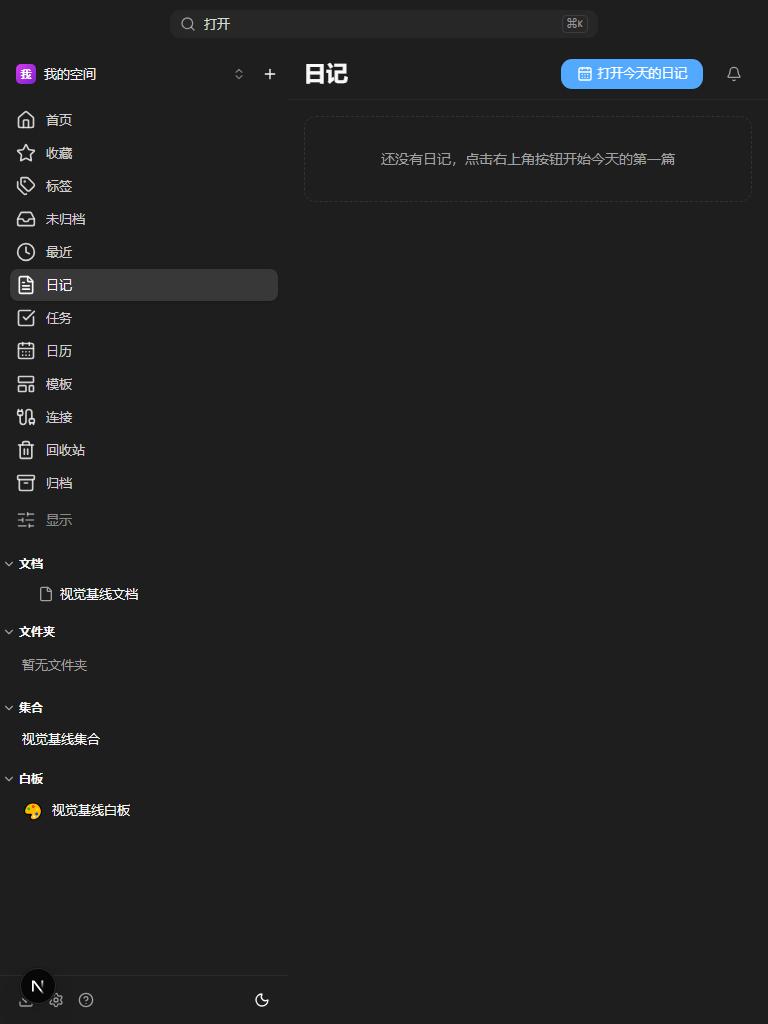 打开
⌘K
我 我的空间
日记
打开今天的日记
首页
收藏
标签
未归档
最近
日记
任务
日历
模板
连接
回收站
归档
显示
文档
视觉基线文档
文件夹
暂无文件夹
集合
视觉基线集合
白板
视觉基线白板
还没有日记，点击右上角按钮开始今天的第一篇
N